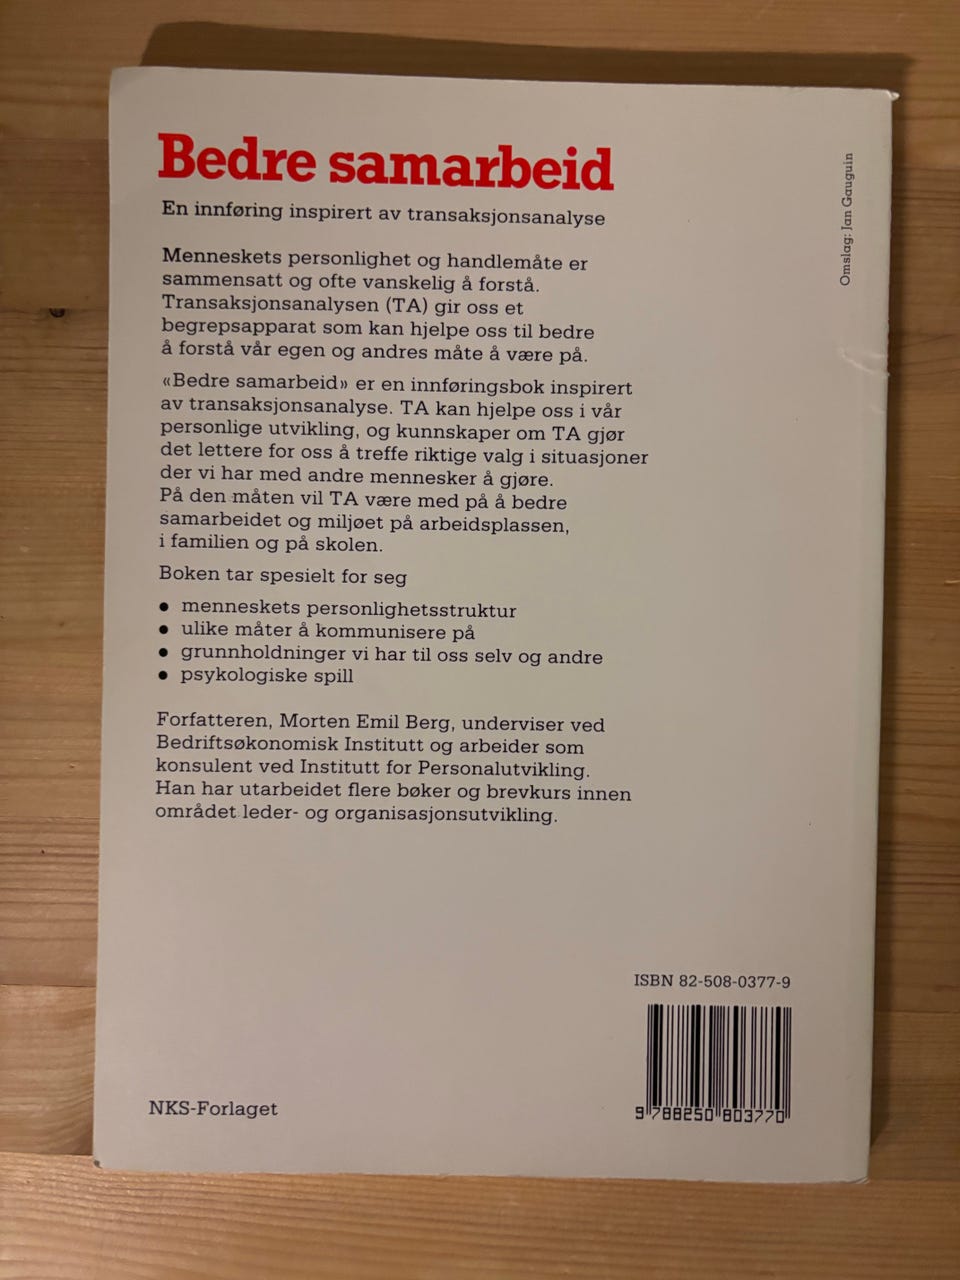 Bedre samarbeid
En innføring inspirert av transaksjonsanalyse
Menneskets personlighet og handlemåte er
sammensatt og ofte vanskelig å forstå.
Transaksjonsanalysen (TA) gir oss et
begrepsapparat som kan hjelpe oss til bedre
å forstå vår egen og andres måte å være på.
«Bedre samarbeid» er en innføringsbok inspirert
av transaksjonsanalyse. TA kan hjelpe oss i vår
personlige utvikling, og kunnskaper om TA gjør
det lettere for oss å treffe riktige valg i situasjoner
der vi har med andre mennesker å gjøre.
På den måten vil TA være med på å bedre
samarbeidet og miljøet på arbeidsplassen,
i familien og på skolen.
Boken tar spesielt for seg
• menneskets personlighetsstruktur
• ulike måter å kommunisere på
• grunnholdninger vi har til oss selv og andre
• psykologiske spill
Forfatteren, Morten Emil Berg, underviser ved
Bedriftsøkonomisk Institutt og arbeider som
konsulent ved Institutt for Personalutvikling.
Han har utarbeidet flere bøker og brevkurs innen
området leder- og organisasjonsutvikling.
Omslag: Jan Gauguin
ISBN 82-508-0377-9
9 788250 803770
NKS-Forlaget